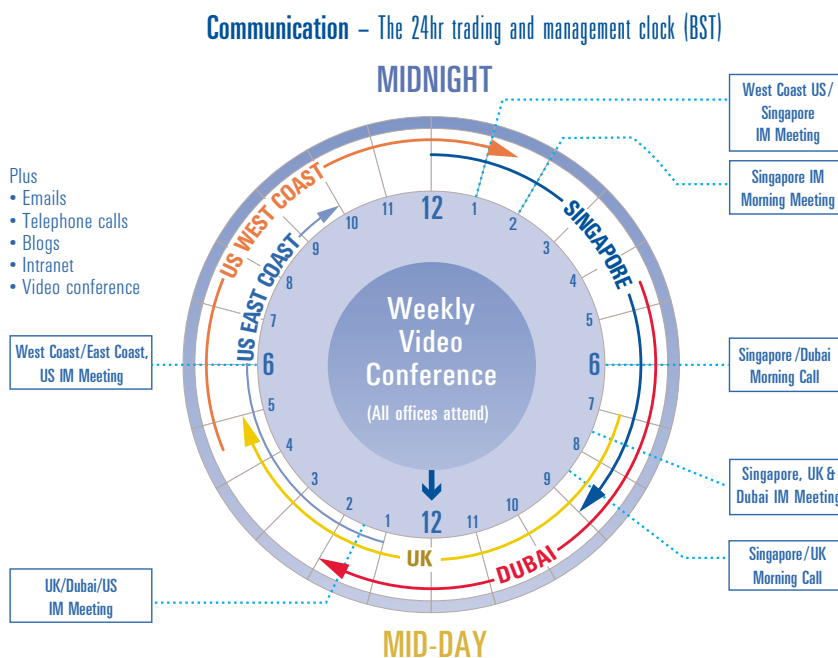 Communication – The 24hr trading and management clock (BST)
MIDNIGHT
West Coast US/
Singapore
IM Meeting
Singapore IM
Morning Meeting
Plus
• Emails
• Telephone calls
• Blogs
• Intranet
• Video conference
US WEST COAST
US EAST COAST
SINGAPORE
12
1
2
3
4
5
6
7
8
9
10
11
12
1
2
3
4
5
6
7
8
9
10
11
Weekly
Video
Conference
(All offices attend)
West Coast/East Coast,
US IM Meeting
Singapore/Dubai
Morning Call
Singapore, UK &
Dubai IM Meeting
Singapore/UK
Morning Call
UK
DUBAI
UK/Dubai/US
IM Meeting
MID-DAY